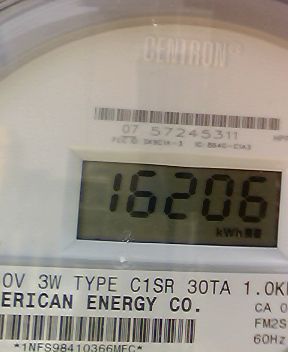 CENTRON®
07 57245311
16206
kWh
0V 3W TYPE C1SR 30TA 1.0K
ERICAN ENERGY CO.
CA 0
FM2S
60Hz
*1NFS98410366MFC*